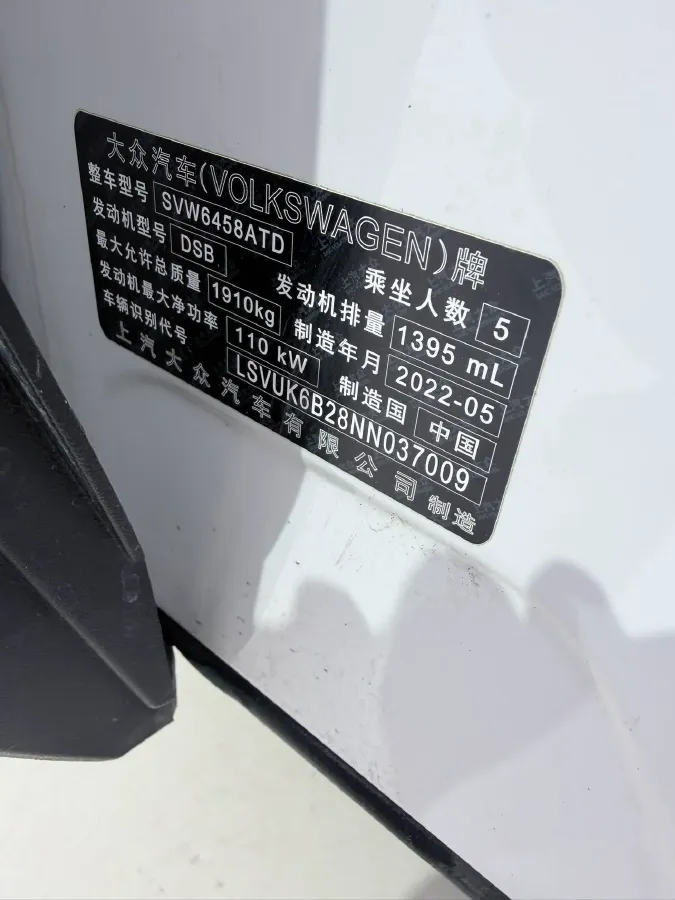 大众汽车(VOLKSWAGEN)牌
整车型号 SVW6458ATD 乘坐人数 5
发动机型号 DSB 发动机排量 1395 mL
最大允许总质量 1910kg 制造年月 2022-05
发动机最大净功率 110 kW 制造国 中国
车辆识别代号 LSVUK6B28NN037009
上汽大众汽车有限公司制造